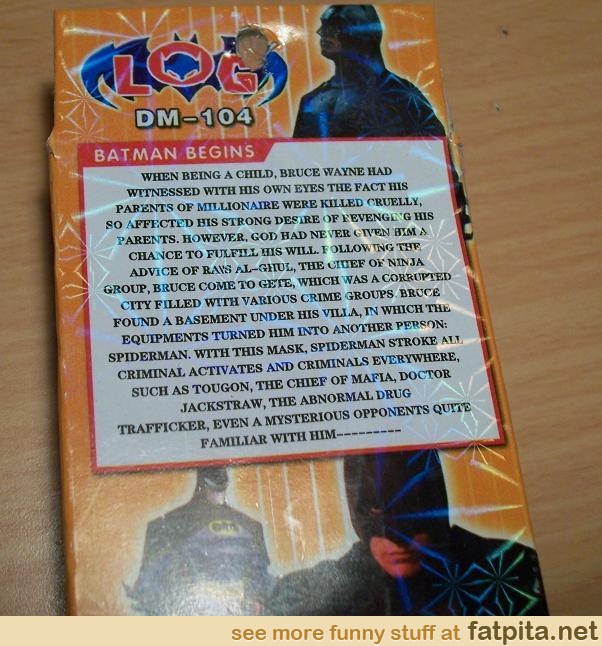 LOG
DM-104
BATMAN BEGINS
WHEN BEING A CHILD, BRUCE WAYNE HAD
WITNESSED WITH HIS OWN EYES THE FACT HIS
PARENTS OF MILLIONAIRE WERE KILLED CRUELLY,
SO AFFECTED HIS STRONG DESIRE OF REVENGING HIS
PARENTS. HOWEVER, GOD HAD NEVER GIVEN HIM A
CHANCE TO FULFILL HIS WILL. FOLLOWING THE
ADVICE OF RA\\S AL-GHUL, THE CHIEF OF NINJA
GROUP, BRUCE COME TO GETE, WHICH WAS A CORRUPTED
CITY FILLED WITH VARIOUS CRIME GROUPS. BRUCE
FOUND A BASEMENT UNDER HIS VILLA, IN WHICH THE
EQUIPMENTS TURNED HIM INTO ANOTHER PERSON:
SPIDERMAN. WITH THIS MASK, SPIDERMAN STROKE ALL
CRIMINAL ACTIVATES AND CRIMINALS EVERYWHERE,
SUCH AS TOUGON, THE CHIEF OF MAFIA, DOCTOR
JACKSTRAW, THE ABNORMAL DRUG
TRAFFICKER, EVEN A MYSTERIOUS OPPONENTS QUITE
FAMILIAR WITH HIM---------
see more funny stuff at fatpita.net